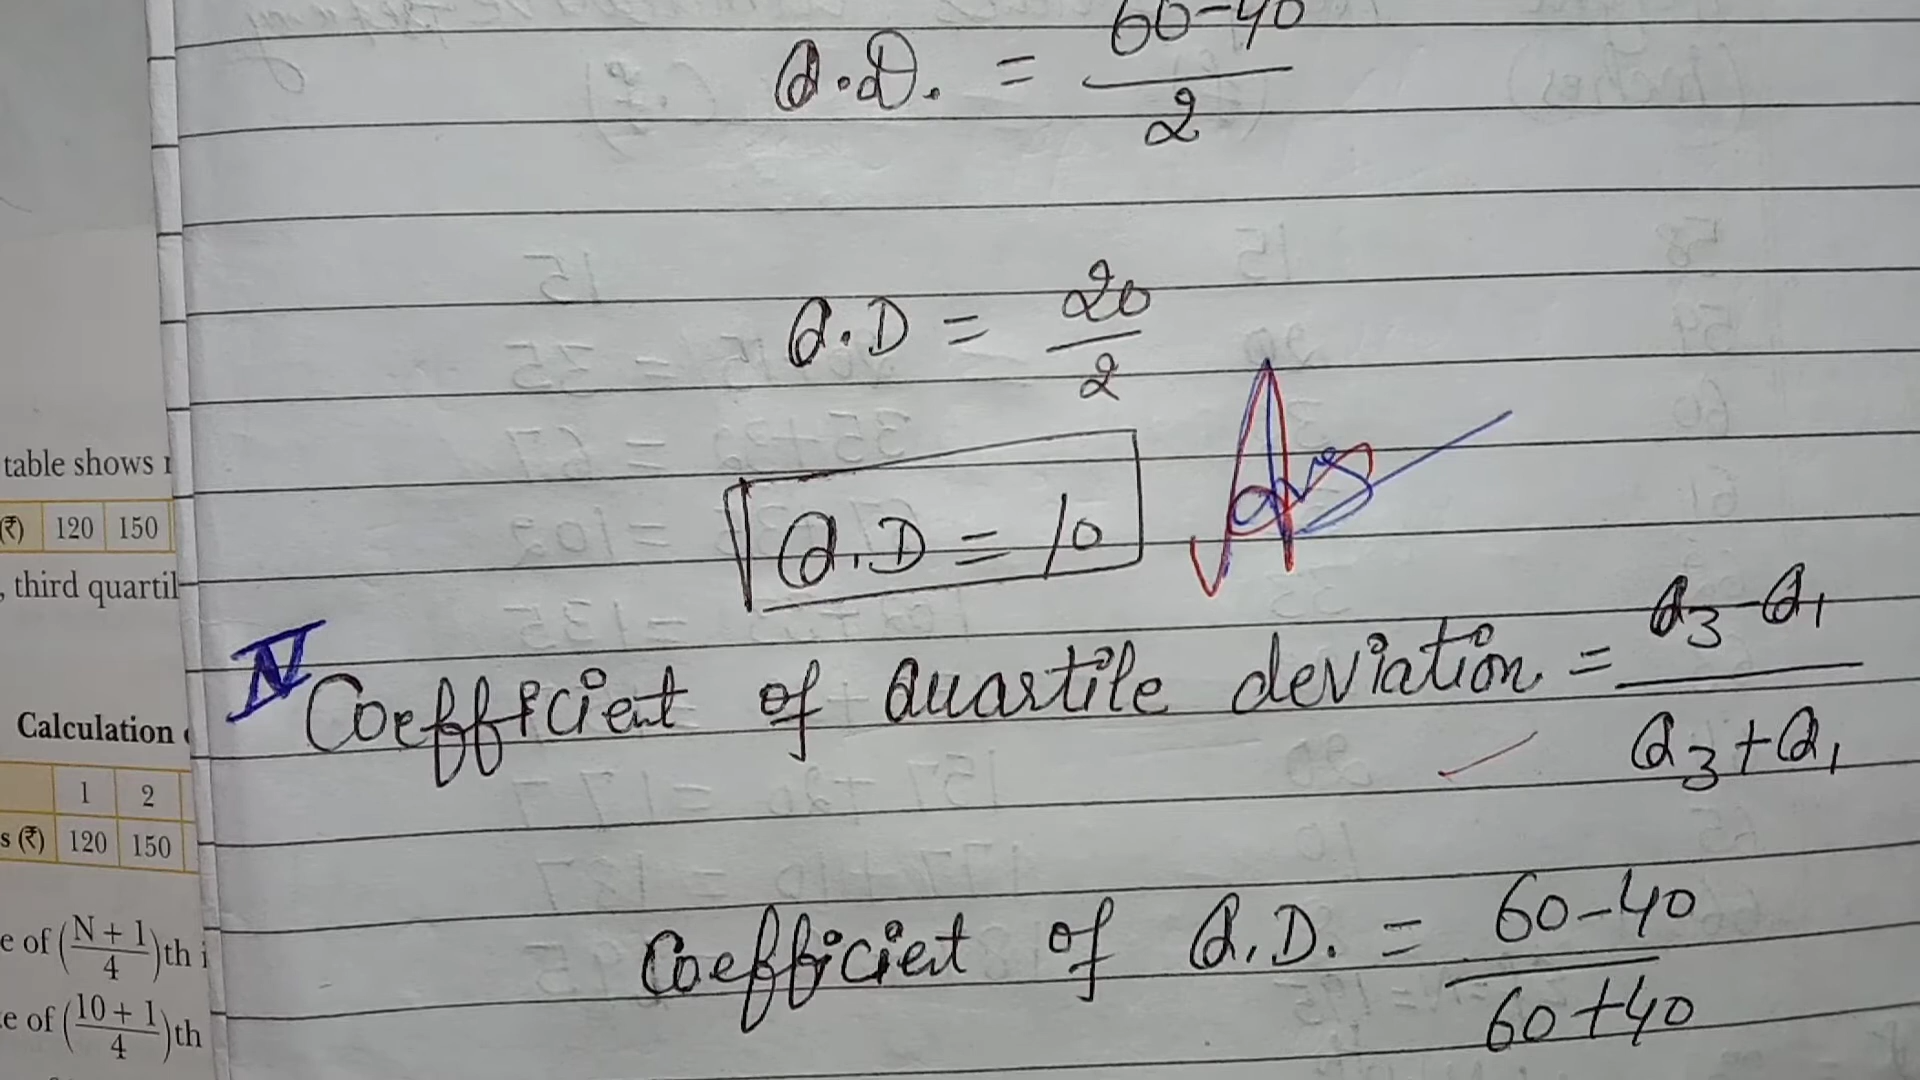 Q.D. = 60-40
2
Q.D = 20
2
Q.D = 10 Ans
IV Coefficient of Quartile deviation = Q3-Q1
Q3+Q1
Coefficient of Q.D. = 60-40
60+40
table shows
(₹) 120 150
, third quartil
Calculation
1 2
s (₹) 120 150
e of (N+1/4)th i
e of (10+1/4)th